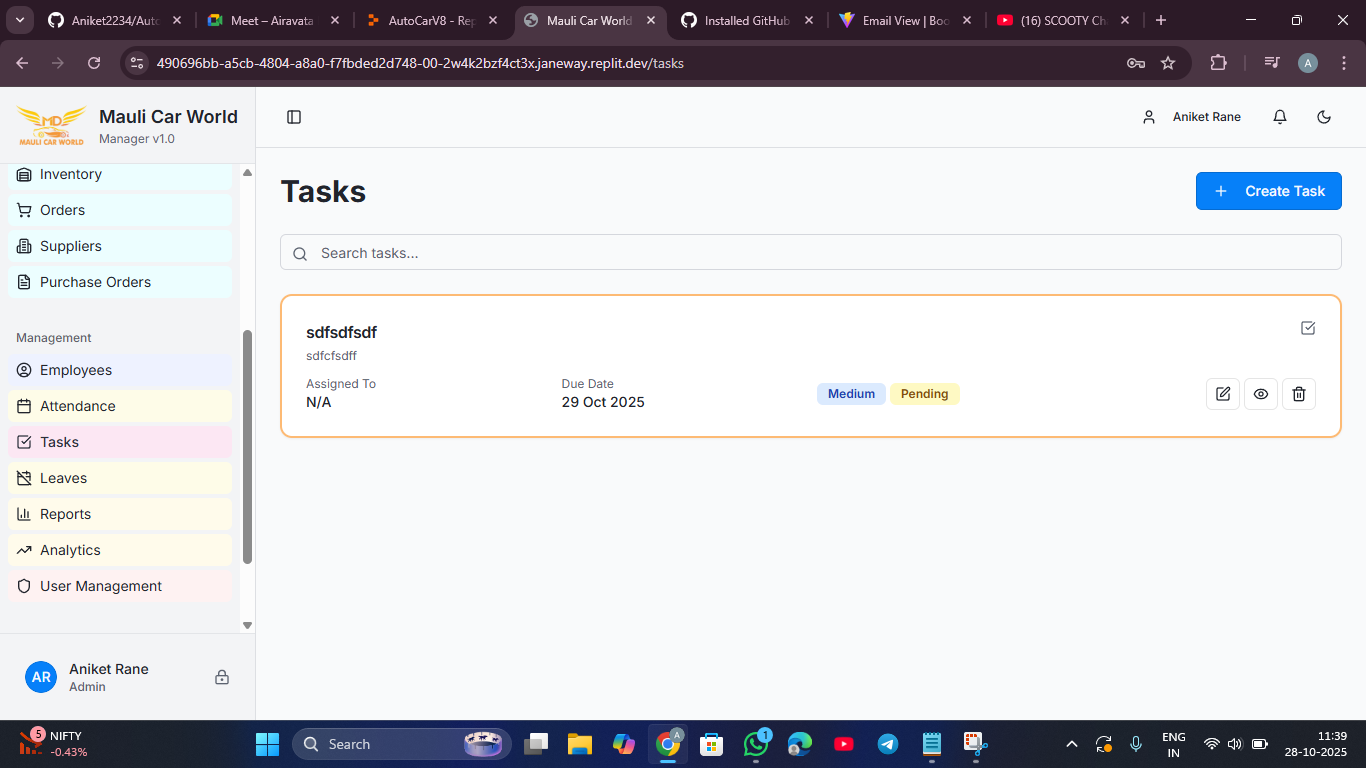 Aniket2234/Auto
Meet – Airavata
AutoCarV8 - Rep
Mauli Car World
Installed GitHub
Email View | Boo
(16) SCOOTY Ch
490696bb-a5cb-4804-a8a0-f7fbded2d748-00-2w4k2bzf4ct3x.janeway.replit.dev/tasks
A
MD
MAULI CAR WORLD
Mauli Car World
Manager v1.0
Aniket Rane
Inventory
Orders
Suppliers
Purchase Orders
Management
Employees
Attendance
Tasks
Leaves
Reports
Analytics
User Management
AR
Aniket Rane
Admin
Tasks
Create Task
Search tasks...
sdfsdfsdf
sdfcfsdff
Assigned To
N/A
Due Date
29 Oct 2025
Medium
Pending
5
NIFTY
-0.43%
Search
A
1
ENG
IN
11:39
28-10-2025